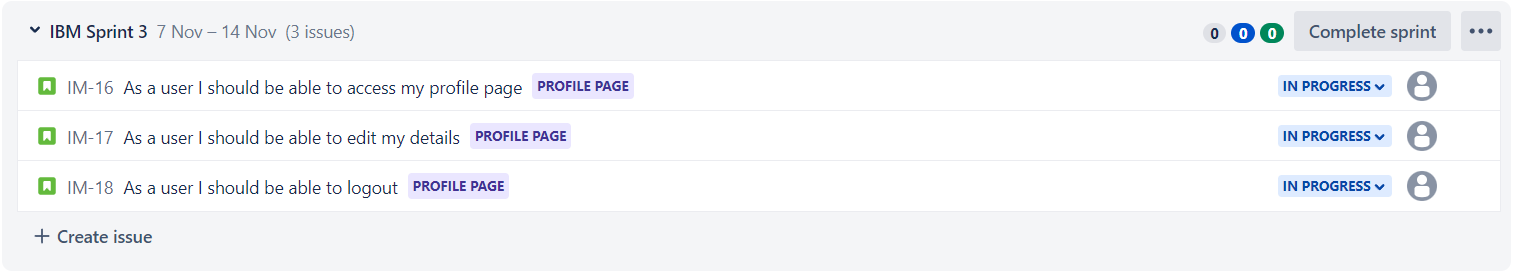 IBM Sprint 3 7 Nov – 14 Nov (3 issues) 0 0 0 Complete sprint
IM-16 As a user I should be able to access my profile page PROFILE PAGE IN PROGRESS
IM-17 As a user I should be able to edit my details PROFILE PAGE IN PROGRESS
IM-18 As a user I should be able to logout PROFILE PAGE IN PROGRESS
+ Create issue